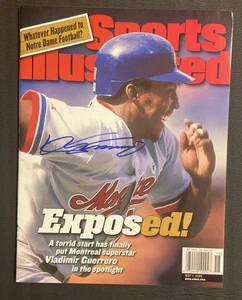 Whatever Happened to
Notre Dame Football?
Sports
Illustrated
Exposed!
A torrid start has finally
put Montreal superstar
Vladimir Guerrero
in the spotlight